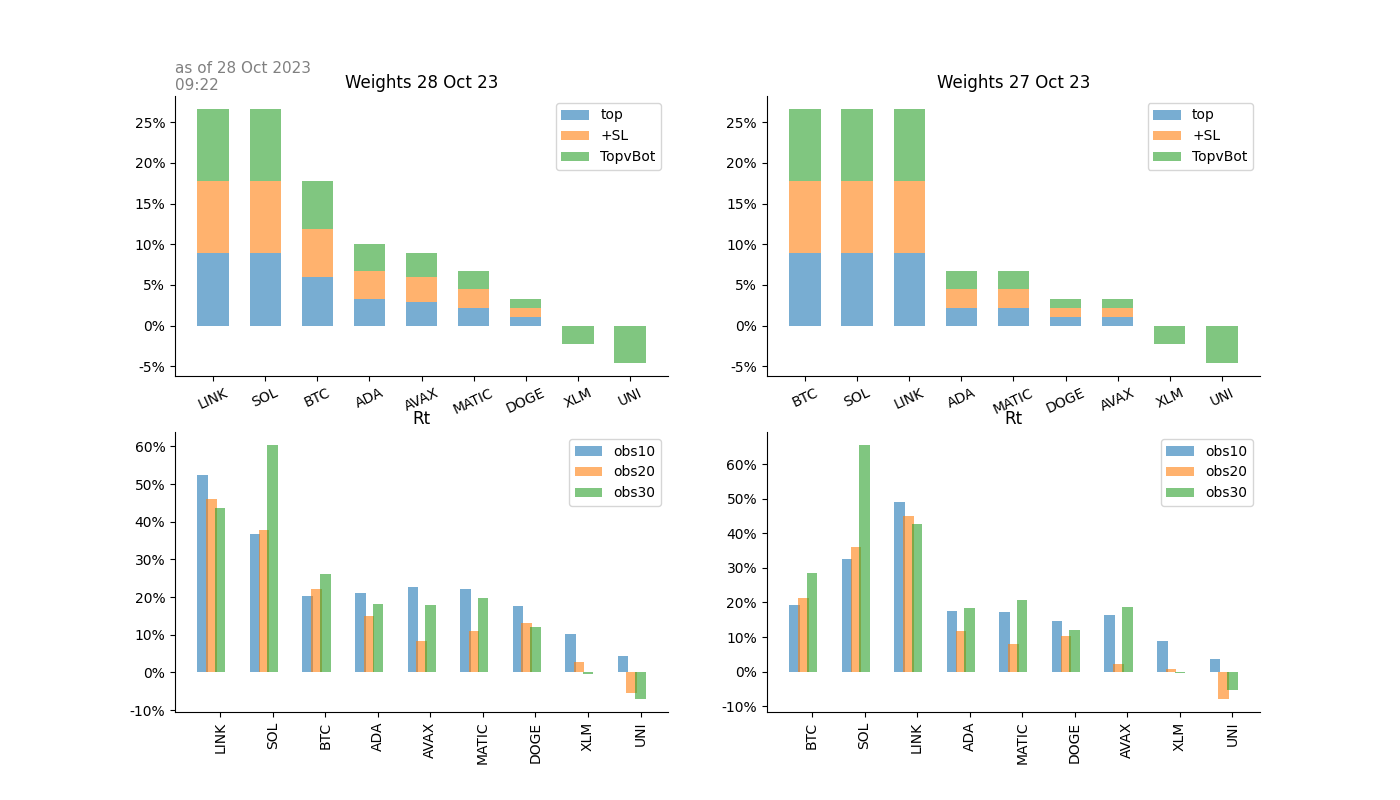 as of 28 Oct 2023
09:22
Weights 28 Oct 23
25%
20%
15%
10%
5%
0%
-5%
top
+SL
TopvBot
LINK SOL BTC ADA AVAX MATIC DOGE XLM UNI
Weights 27 Oct 23
25%
20%
15%
10%
5%
0%
-5%
top
+SL
TopvBot
BTC SOL LINK ADA MATIC DOGE AVAX XLM UNI
Rt
60%
50%
40%
30%
20%
10%
0%
-10%
obs10
obs20
obs30
LINK SOL BTC ADA AVAX MATIC DOGE XLM UNI
Rt
60%
50%
40%
30%
20%
10%
0%
-10%
obs10
obs20
obs30
BTC SOL LINK ADA MATIC DOGE AVAX XLM UNI